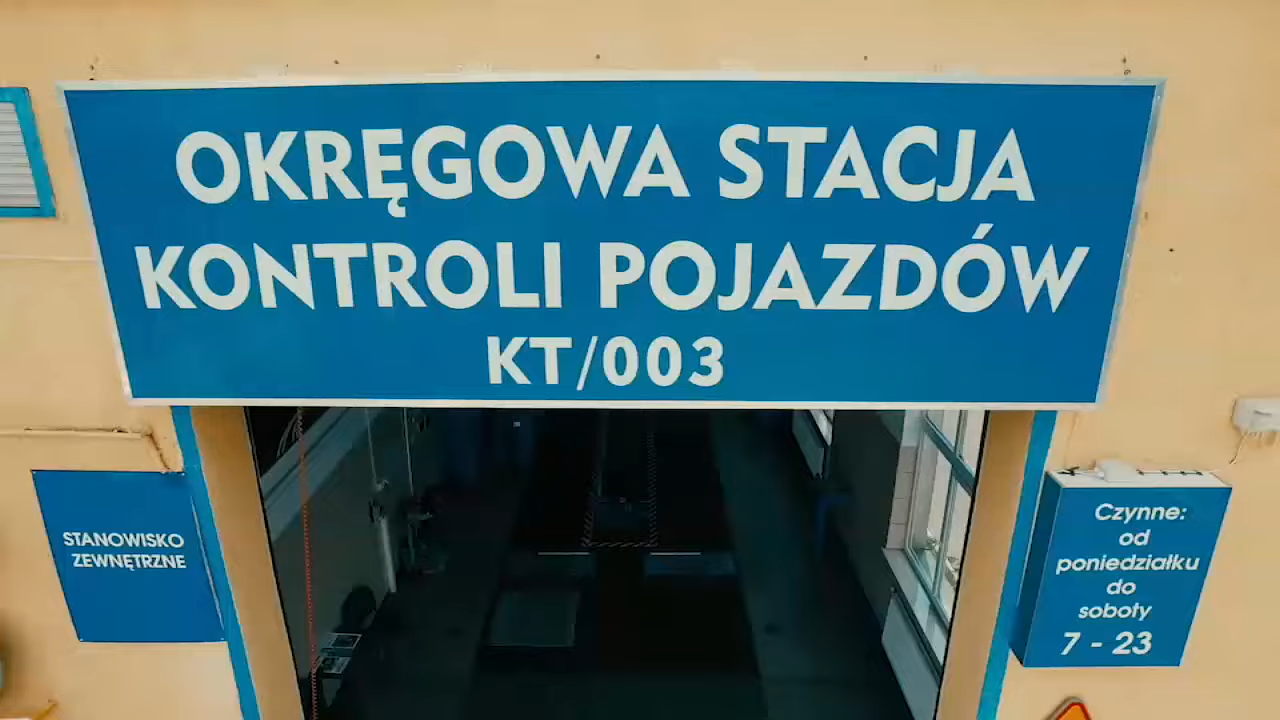 OKRĘGOWA STACJA
KONTROLI POJAZDÓW
KT/003
STANOWISKO
ZEWNĘTRZNE
Czynne:
od
poniedziałku
do
soboty
7 - 23